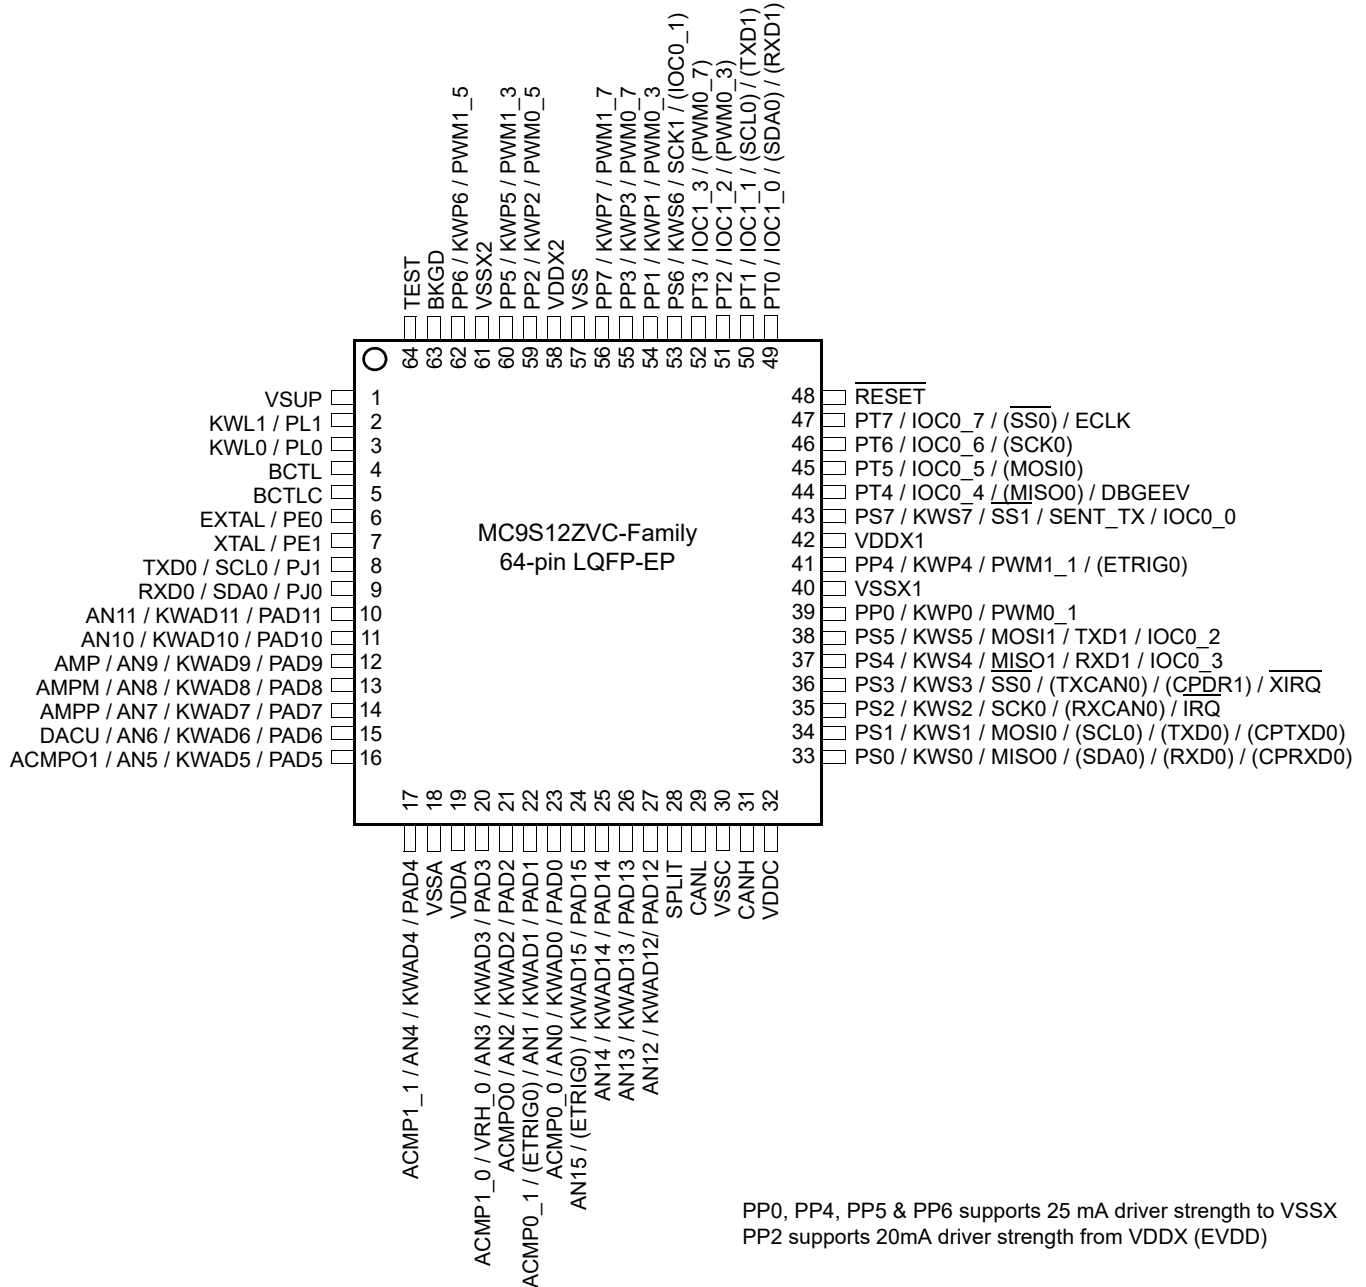 TEST
BKGD
PP6 / KWP6 / PWM1_5
VSSX2
PP5 / KWP5 / PWM1_3
PP2 / KWP2 / PWM0_5
VDDX2
VSS
PP7 / KWP7 / PWM1_7
PP3 / KWP3 / PWM0_7
PP1 / KWP1 / PWM0_3
PS6 / KWS6 / SCK1 / (IOC0_1)
PT3 / IOC1_3 / (PWM0_7)
PT2 / IOC1_2 / (PWM0_3)
PT1 / IOC1_1 / (SCL0) / (TXD1)
PT0 / IOC1_0 / (SDA0) / (RXD1)
64
63
62
61
60
59
58
57
56
55
54
53
52
51
50
49
VSUP 1
KWL1 / PL1 2
KWL0 / PL0 3
BCTL 4
BCTLC 5
EXTAL / PE0 6
XTAL / PE1 7
TXD0 / SCL0 / PJ1 8
RXD0 / SDA0 / PJ0 9
AN11 / KWAD11 / PAD11 10
AN10 / KWAD10 / PAD10 11
AMP / AN9 / KWAD9 / PAD9 12
AMPM / AN8 / KWAD8 / PAD8 13
AMPP / AN7 / KWAD7 / PAD7 14
DACU / AN6 / KWAD6 / PAD6 15
ACMPO1 / AN5 / KWAD5 / PAD5 16
MC9S12ZVC-Family
64-pin LQFP-EP
48 RESET
47 PT7 / IOC0_7 / (SS0) / ECLK
46 PT6 / IOC0_6 / (SCK0)
45 PT5 / IOC0_5 / (MOSI0)
44 PT4 / IOC0_4 / (MISO0) / DBGEEV
43 PS7 / KWS7 / SS1 / SENT_TX / IOC0_0
42 VDDX1
41 PP4 / KWP4 / PWM1_1 / (ETRIG0)
40 VSSX1
39 PP0 / KWP0 / PWM0_1
38 PS5 / KWS5 / MOSI1 / TXD1 / IOC0_2
37 PS4 / KWS4 / MISO1 / RXD1 / IOC0_3
36 PS3 / KWS3 / SS0 / (TXCAN0) / (CPDR1) / XIRQ
35 PS2 / KWS2 / SCK0 / (RXCAN0) / IRQ
34 PS1 / KWS1 / MOSI0 / (SCL0) / (TXD0) / (CPTXD0)
33 PS0 / KWS0 / MISO0 / (SDA0) / (RXD0) / (CPRXD0)
17
18
19
20
21
22
23
24
25
26
27
28
29
30
31
32
ACMP1_1 / AN4 / KWAD4 / PAD4
VSSA
VDDA
ACMP1_0 / VRH_0 / AN3 / KWAD3 / PAD3
ACMPO0 / AN2 / KWAD2 / PAD2
ACMP0_1 / (ETRIG0) / AN1 / KWAD1 / PAD1
ACMP0_0 / AN0 / KWAD0 / PAD0
AN15 / (ETRIG0) / KWAD15 / PAD15
AN14 / KWAD14 / PAD14
AN13 / KWAD13 / PAD13
AN12 / KWAD12/ PAD12
SPLIT
CANL
VSSC
CANH
VDDC
PP0, PP4, PP5 & PP6 supports 25 mA driver strength to VSSX
PP2 supports 20mA driver strength from VDDX (EVDD)